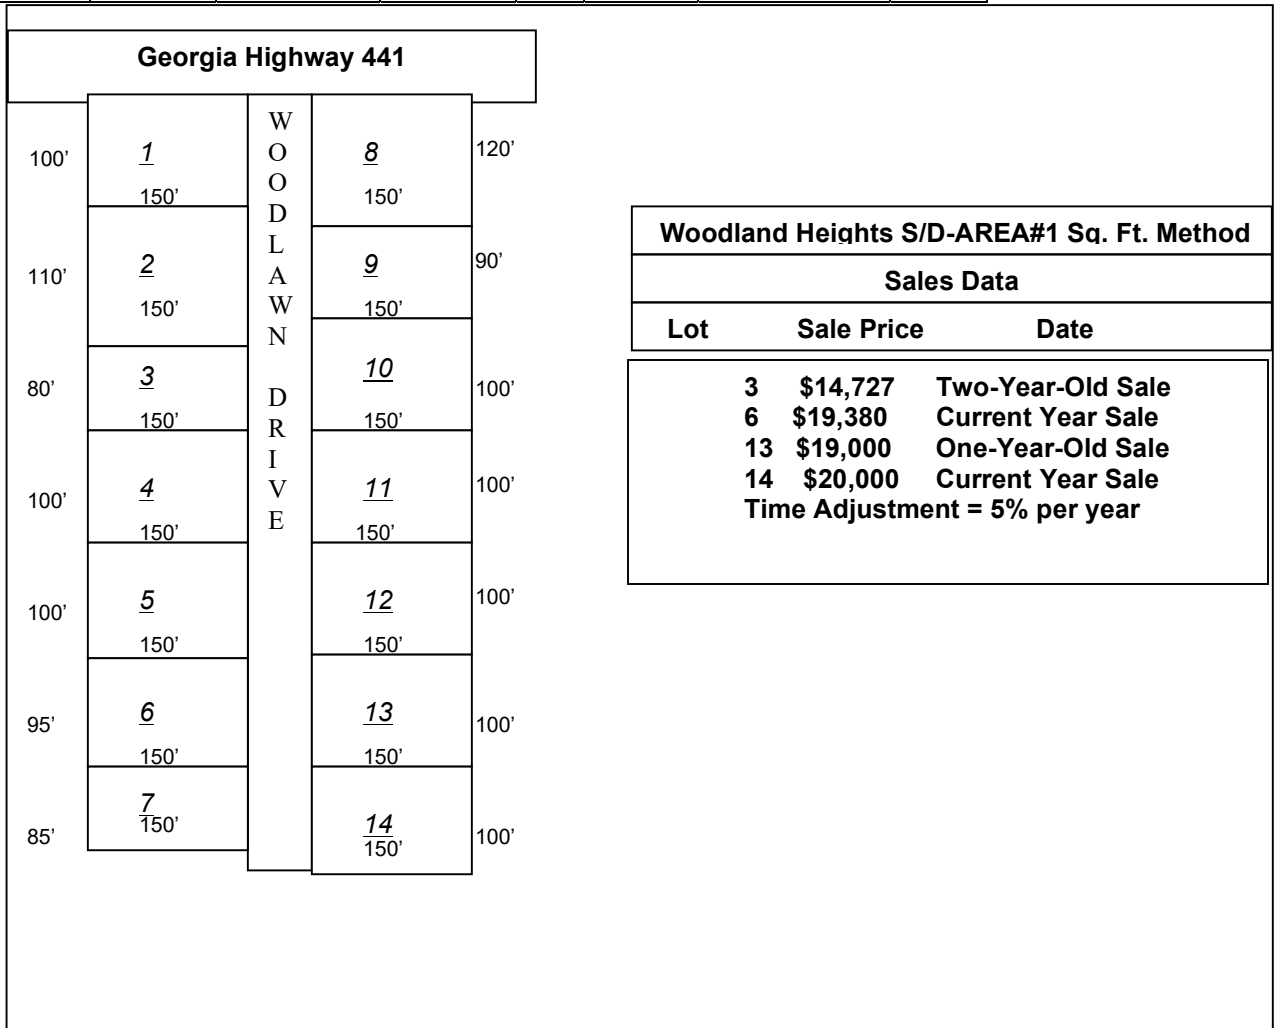 Georgia Highway 441
100’
1
150’
110’
2
150’
80’
3
150’
100’
4
150’
100’
5
150’
95’
6
150’
85’
7
150’
W
O
O
D
L
A
W
N
D
R
I
V
E
8
150’
120’
9
150’
90’
10
150’
100’
11
150’
100’
12
150’
100’
13
150’
100’
14
150’
100’
Woodland Heights S/D-AREA#1 Sq. Ft. Method
Sales Data
Lot Sale Price Date
3 $14,727 Two-Year-Old Sale
6 $19,380 Current Year Sale
13 $19,000 One-Year-Old Sale
14 $20,000 Current Year Sale
Time Adjustment = 5% per year